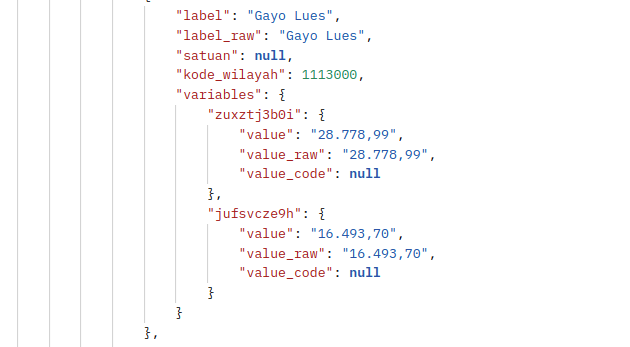 "label": "Gayo Lues",
"label_raw": "Gayo Lues",
"satuan": null,
"kode_wilayah": 1113000,
"variables": {
"zuxztj3b0i": {
"value": "28.778,99",
"value_raw": "28.778,99",
"value_code": null
},
"jufsvcze9h": {
"value": "16.493,70",
"value_raw": "16.493,70",
"value_code": null
}
}
},